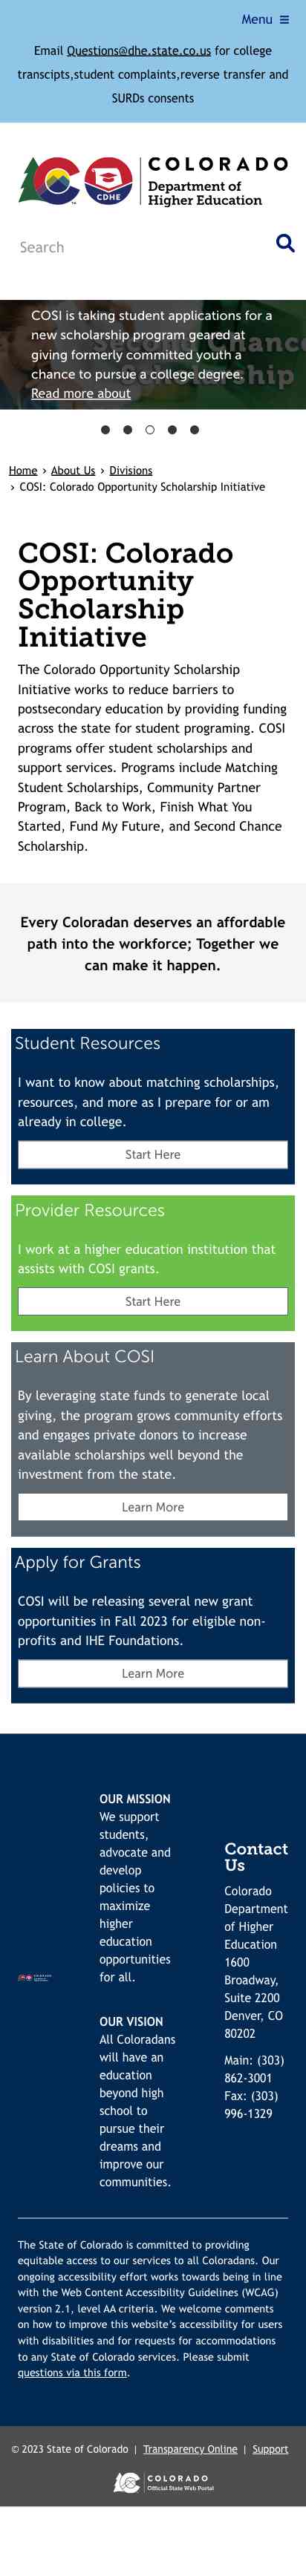 Menu ≡
Email Questions@dhe.state.co.us for college
transcipts,student complaints,reverse transfer and
SURDs consents
CDHE
COLORADO
Department of
Higher Education
Search
Second Chance
Scholarship
COSI is taking student applications for a
new scholarship program geared at
giving formerly committed youth a
chance to pursue a college degree.
Read more about
Home › About Us › Divisions
› COSI: Colorado Opportunity Scholarship Initiative
COSI: Colorado
Opportunity
Scholarship
Initiative
The Colorado Opportunity Scholarship
Initiative works to reduce barriers to
postsecondary education by providing funding
across the state for student programing. COSI
programs offer student scholarships and
support services. Programs include Matching
Student Scholarships, Community Partner
Program, Back to Work, Finish What You
Started, Fund My Future, and Second Chance
Scholarship.
Every Coloradan deserves an affordable
path into the workforce; Together we
can make it happen.
Student Resources
I want to know about matching scholarships,
resources, and more as I prepare for or am
already in college.
Start Here
Provider Resources
I work at a higher education institution that
assists with COSI grants.
Start Here
Learn About COSI
By leveraging state funds to generate local
giving, the program grows community efforts
and engages private donors to increase
available scholarships well beyond the
investment from the state.
Learn More
Apply for Grants
COSI will be releasing several new grant
opportunities in Fall 2023 for eligible non-
profits and IHE Foundations.
Learn More
OUR MISSION
We support
students,
advocate and
develop
policies to
maximize
higher
education
opportunities
for all.
OUR VISION
All Coloradans
will have an
education
beyond high
school to
pursue their
dreams and
improve our
communities.
Contact
Us
Colorado
Department
of Higher
Education
1600
Broadway,
Suite 2200
Denver, CO
80202
Main: (303)
862-3001
Fax: (303)
996-1329
The State of Colorado is committed to providing
equitable access to our services to all Coloradans. Our
ongoing accessibility effort works towards being in line
with the Web Content Accessibility Guidelines (WCAG)
version 2.1, level AA criteria. We welcome comments
on how to improve this website's accessibility for users
with disabilities and for requests for accommodations
to any State of Colorado services. Please submit
questions via this form.
© 2023 State of Colorado | Transparency Online | Support
COLORADO
Official State Web Portal